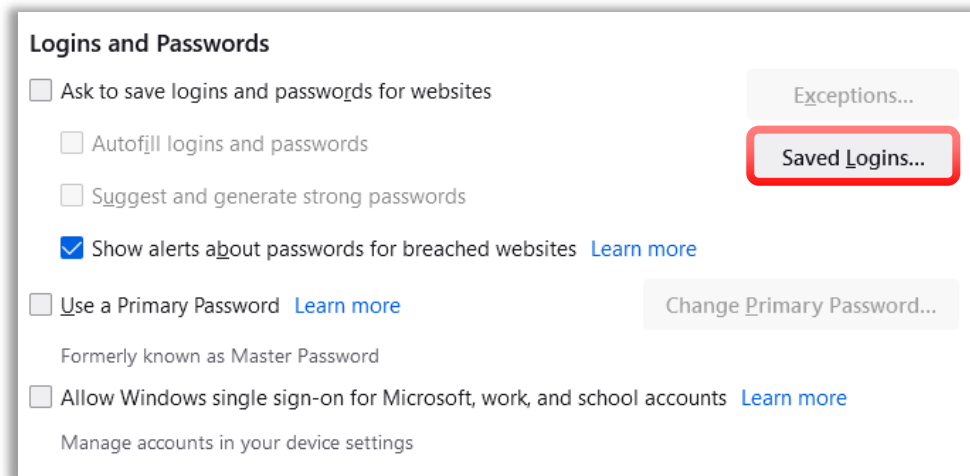 Logins and Passwords
Ask to save logins and passwords for websites
Exceptions...
Autofill logins and passwords
Saved Logins...
Suggest and generate strong passwords
Show alerts about passwords for breached websites Learn more
Use a Primary Password Learn more
Change Primary Password...
Formerly known as Master Password
Allow Windows single sign-on for Microsoft, work, and school accounts Learn more
Manage accounts in your device settings